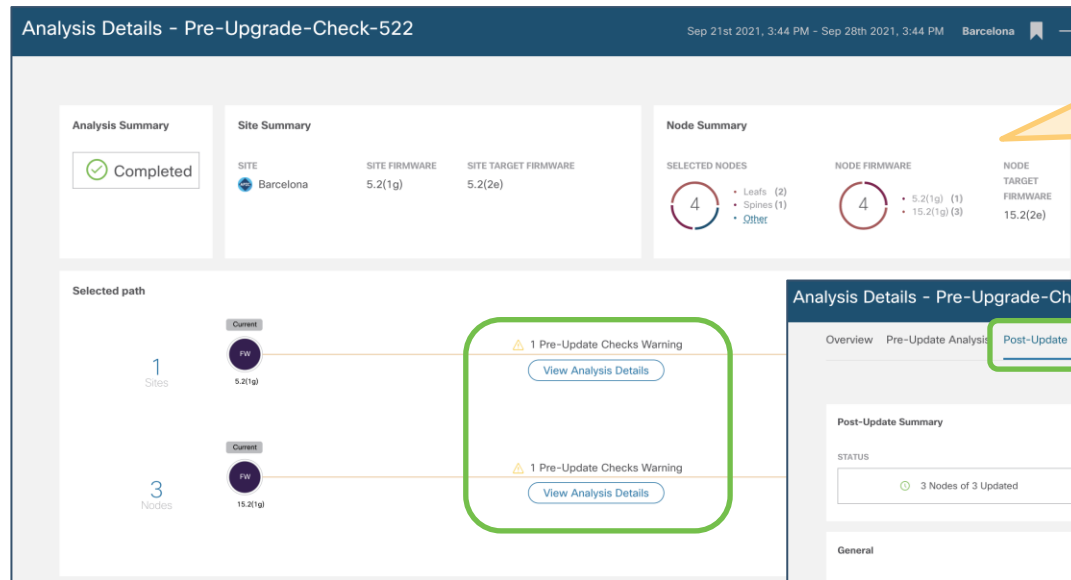 Analysis Details - Pre-Upgrade-Check-522
Sep 21st 2021, 3:44 PM - Sep 28th 2021, 3:44 PM Barcelona
Analysis Summary
Completed
Site Summary
SITE SITE FIRMWARE SITE TARGET FIRMWARE
Barcelona 5.2(1g) 5.2(2e)
Node Summary
SELECTED NODES
4
• Leafs (2)
• Spines (1)
• Other
NODE FIRMWARE
4
• 5.2(1g) (1)
• 15.2(1g) (3)
NODE
TARGET
FIRMWARE
15.2(2e)
Selected path
1
Sites
Current
FW
5.2(1g)
1 Pre-Update Checks Warning
View Analysis Details
3
Nodes
Current
FW
15.2(1g)
1 Pre-Update Checks Warning
View Analysis Details
Analysis Details - Pre-Upgrade-Ch
Overview Pre-Update Analysis Post-Update
Post-Update Summary
STATUS
3 Nodes of 3 Updated
General